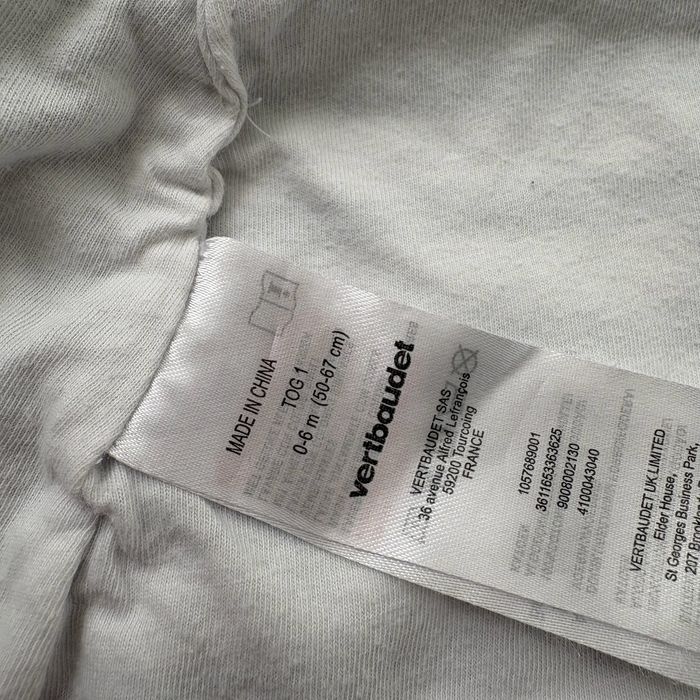 MADE IN CHINA
TOG 1
0-6 m (50-67 cm)
vertbaudet
VERTBAUDET SAS
36 avenue Alfred Lefrançois
59200 Tourcoing
FRANCE
1057689001
3611653363625
9008002130
4100043040
VERTBAUDET UK LIMITED
Elder House,
St Georges Business Park,
207